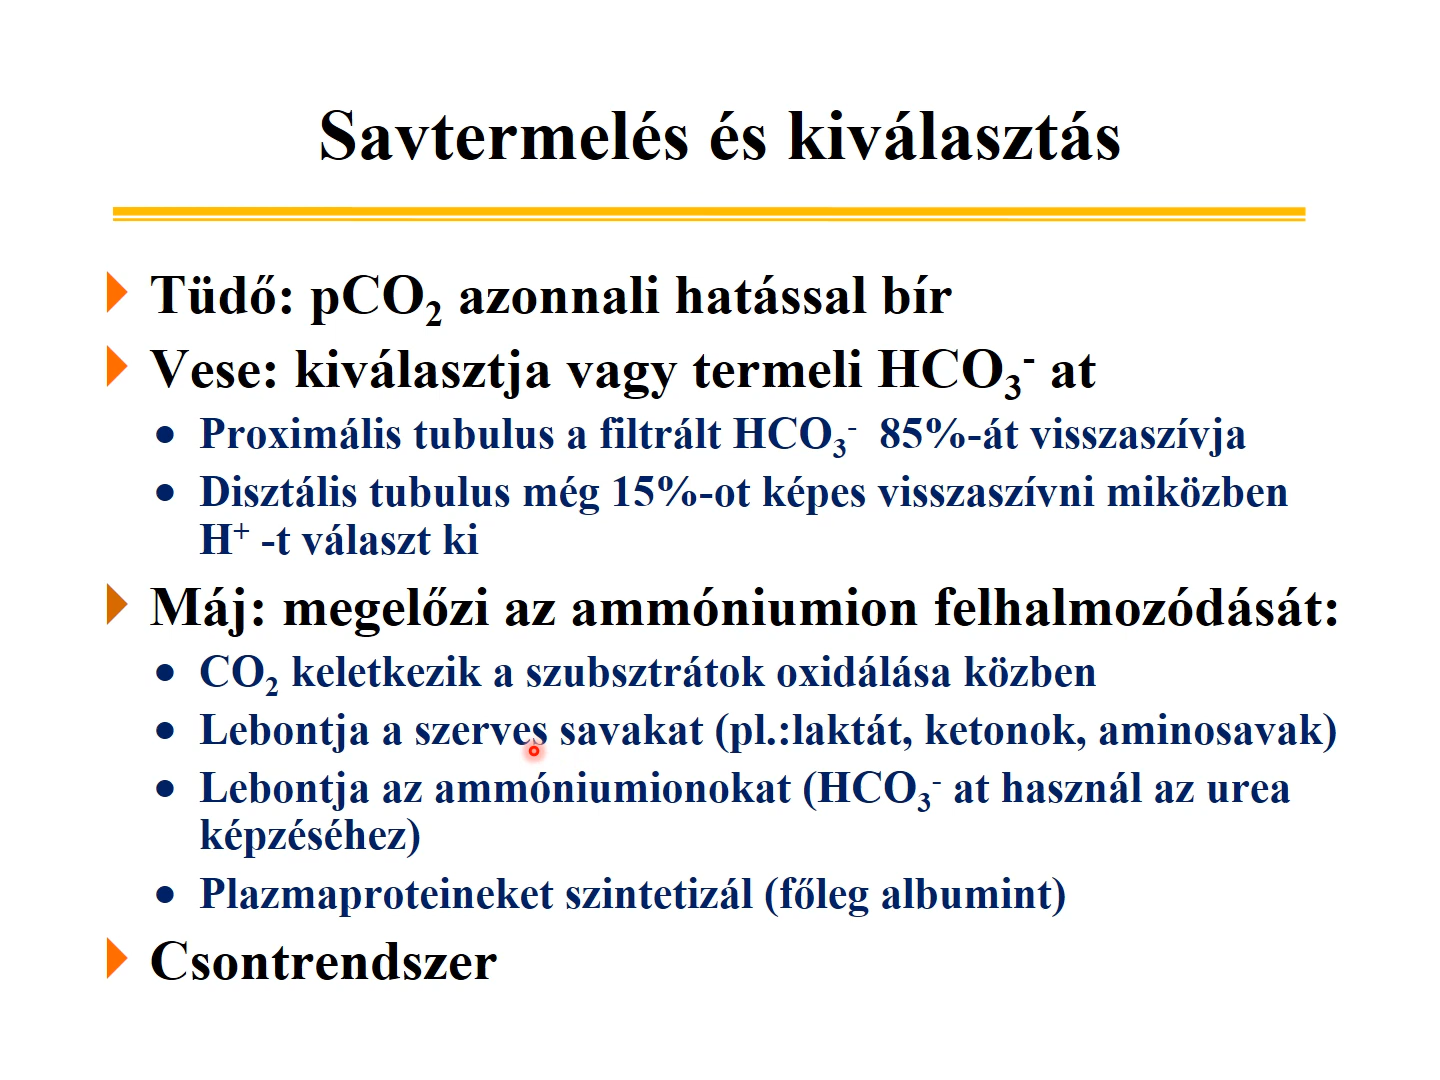 Savtermelés és kiválasztás
Tüdő: pCO₂ azonnali hatással bír
Vese: kiválasztja vagy termeli HCO₃⁻ at
Proximális tubulus a filtrált HCO₃⁻ 85%-át visszaszívja
Disztális tubulus még 15%-ot képes visszaszívni miközben
H⁺ -t választ ki
Máj: megelőzi az ammóniumion felhalmozódását:
CO₂ keletkezik a szubsztrátok oxidálása közben
Lebontja a szerves savakat (pl.:laktát, ketonok, aminosavak)
Lebontja az ammóniumionokat (HCO₃⁻ at használ az urea
képzéséhez)
Plazmaproteineket szintetizál (főleg albumint)
Csontrendszer